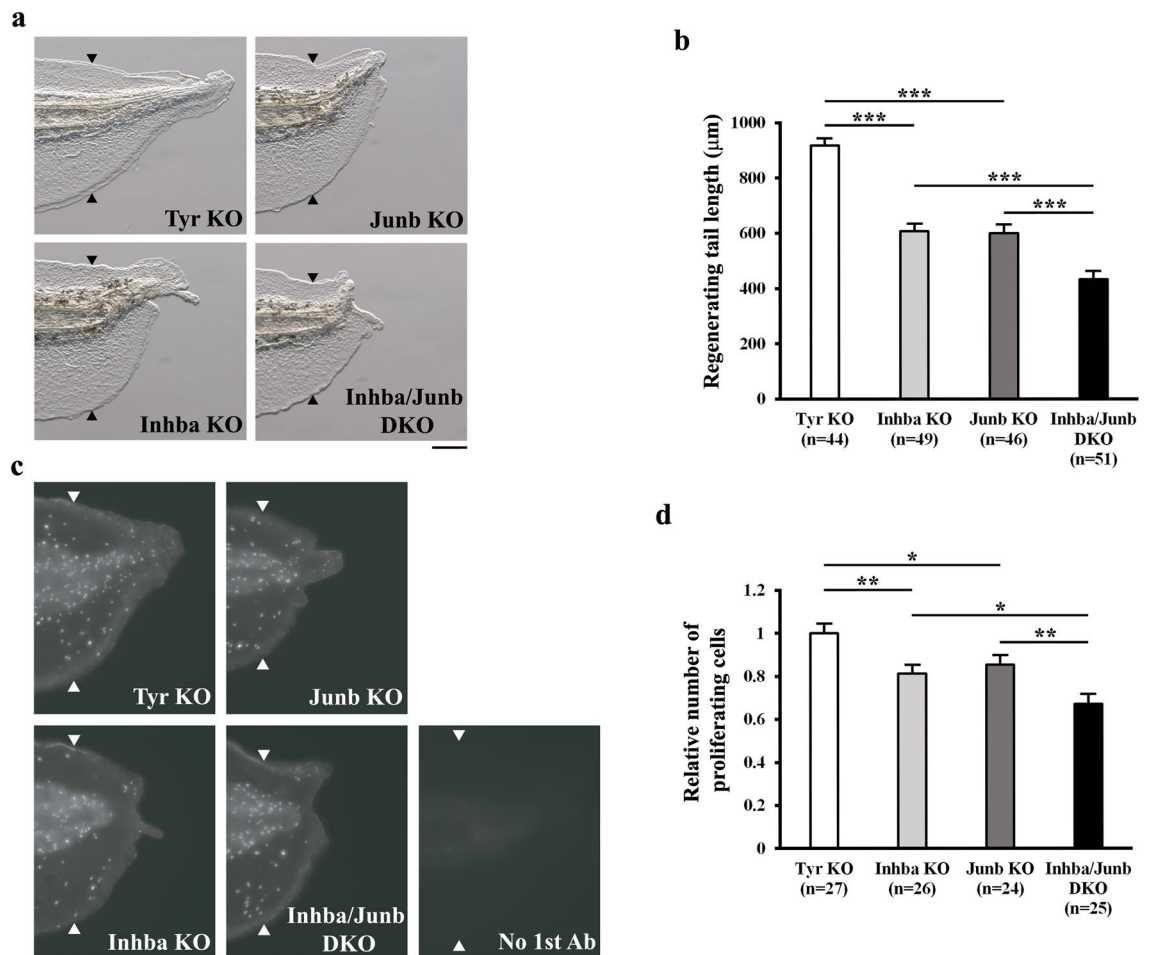 a
Tyr KO
Junb KO
Inhba KO
Inhba/Junb
DKO
b
Regenerating tail length (μm)
1000
800
600
400
200
0
***
***
***
***
Tyr KO
(n=44)
Inhba KO
(n=49)
Junb KO
(n=46)
Inhba/Junb
DKO
(n=51)
c
Tyr KO
Junb KO
Inhba KO
Inhba/Junb
DKO
No 1st Ab
d
Relative number of
proliferating cells
1.2
1
0.8
0.6
0.4
0.2
0
*
**
*
**
Tyr KO
(n=27)
Inhba KO
(n=26)
Junb KO
(n=24)
Inhba/Junb
DKO
(n=25)